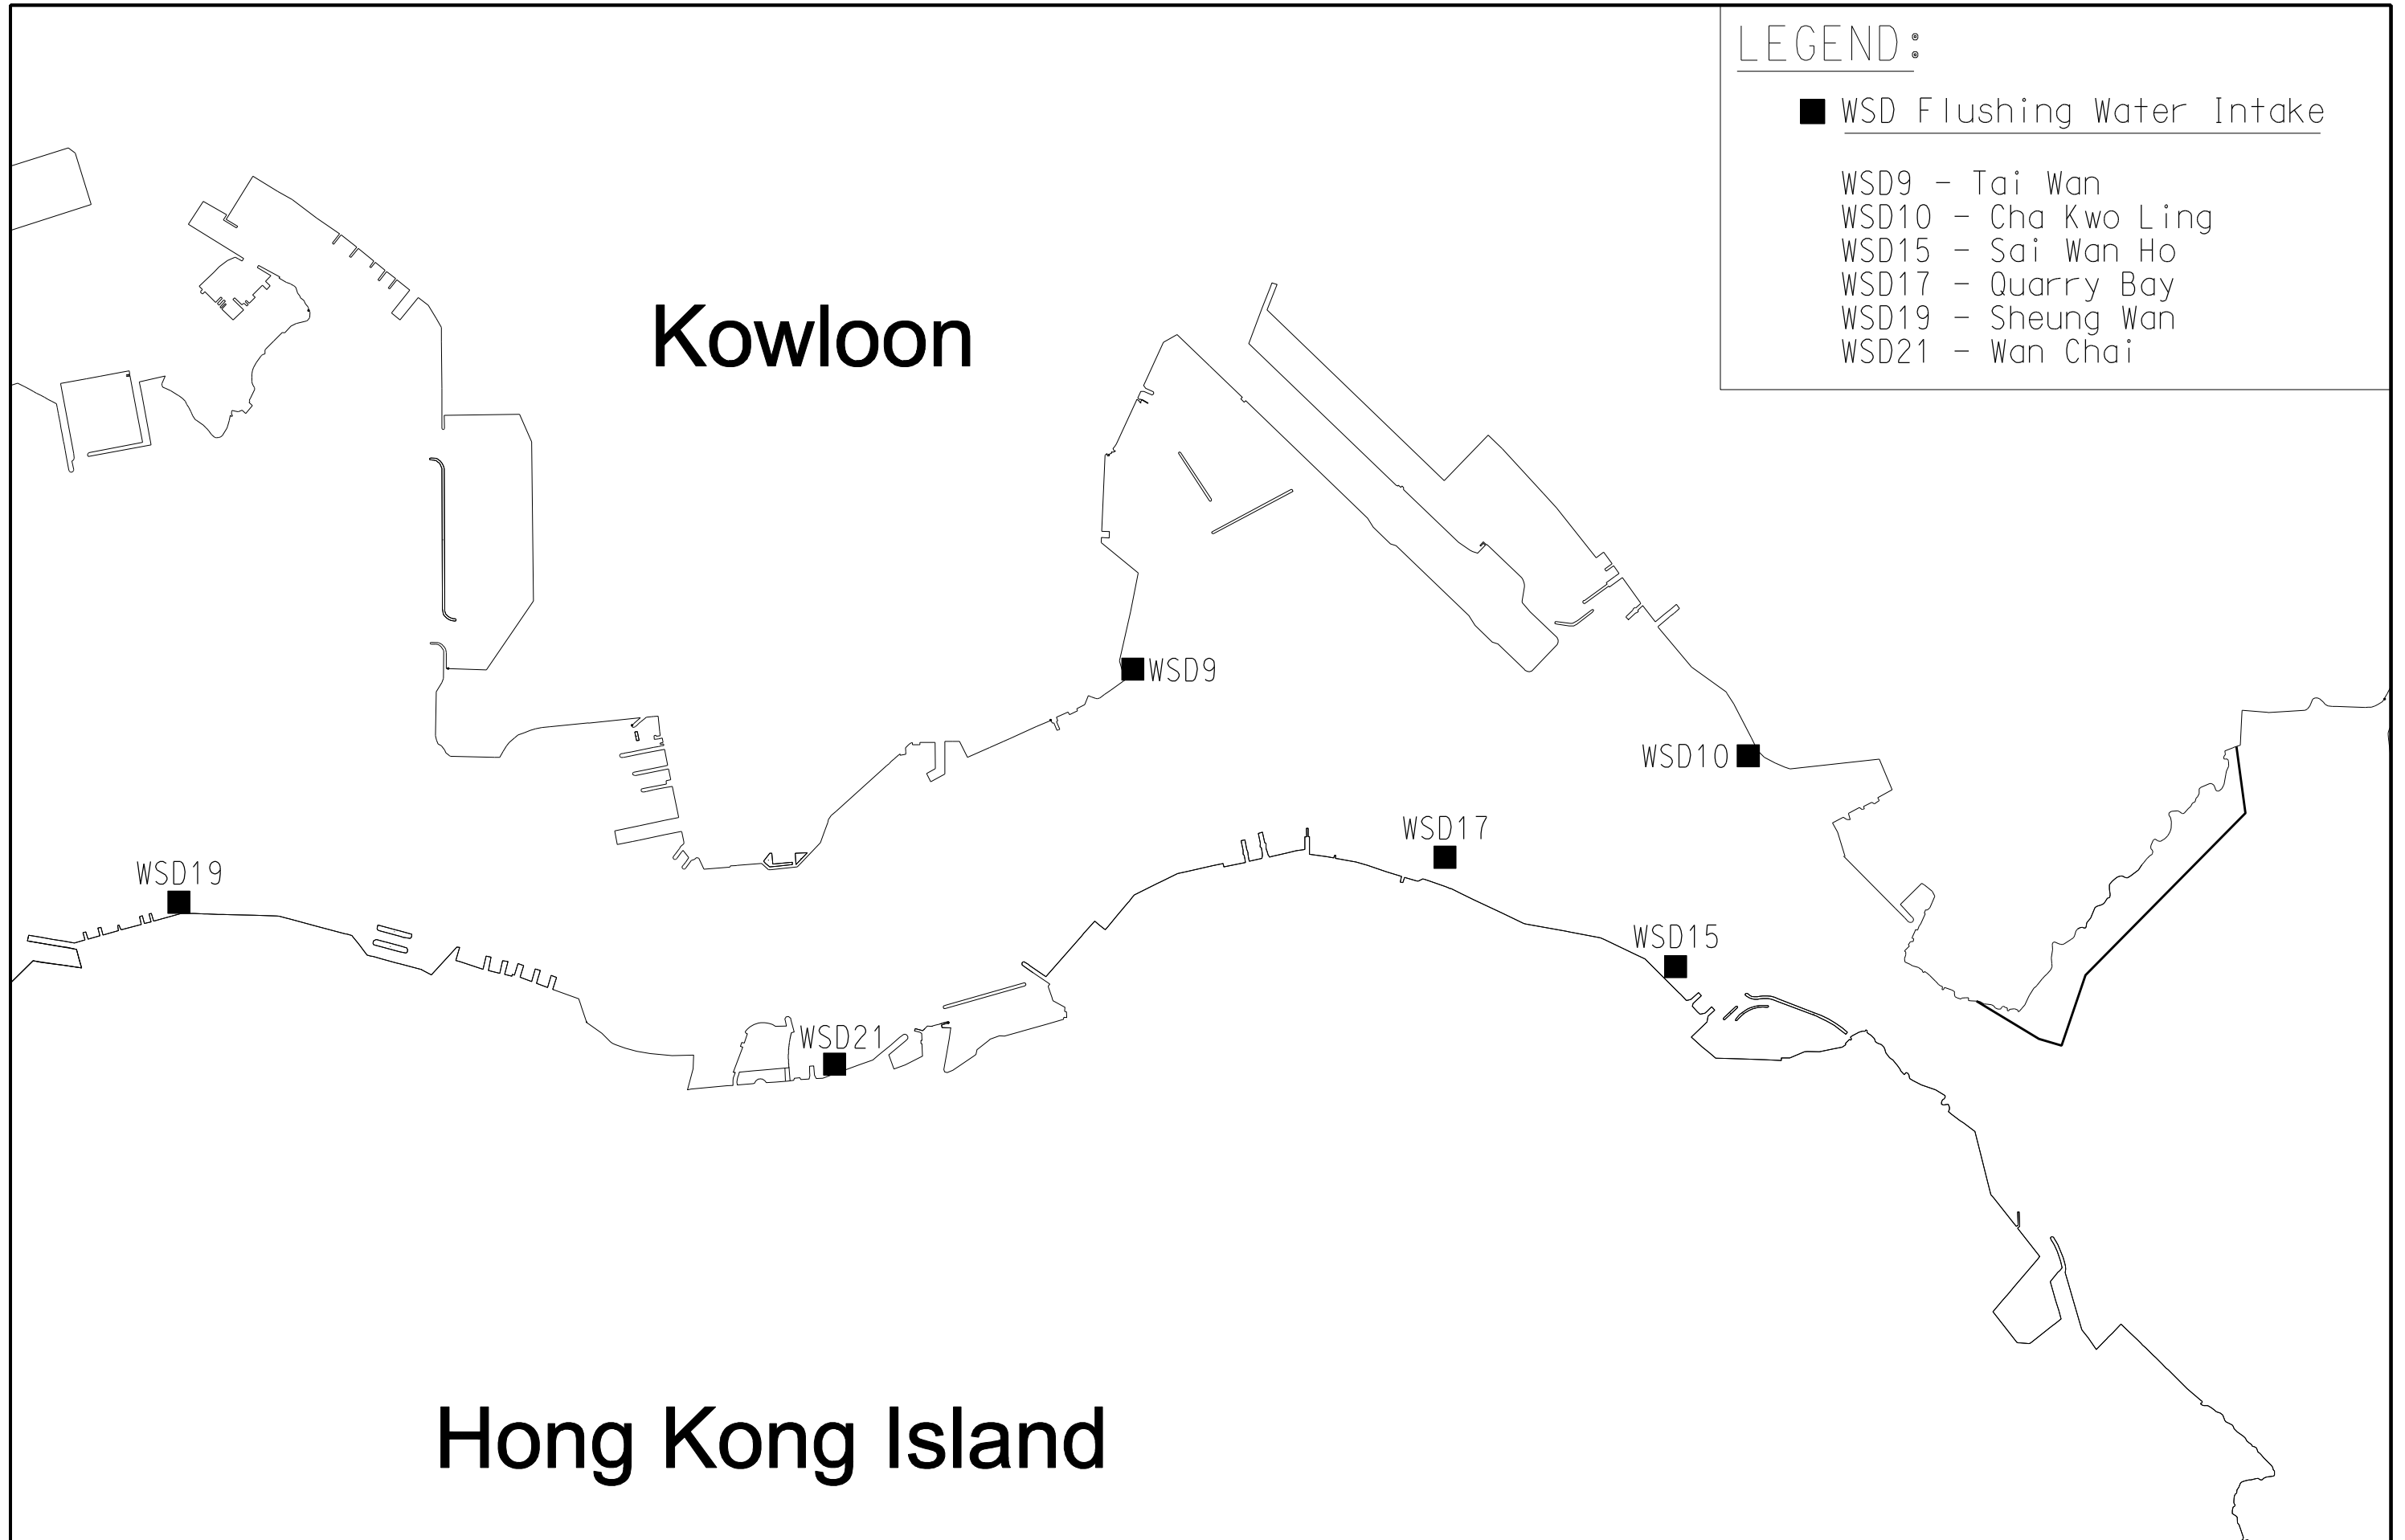 LEGEND:
WSD Flushing Water Intake
WSD9 - Tai Wan
WSD10 - Cha Kwo Ling
WSD15 - Sai Wan Ho
WSD17 - Quarry Bay
WSD19 - Sheung Wan
WSD21 - Wan Chai
Kowloon
WSD9
WSD10
WSD17
WSD19
WSD15
WSD21
Hong Kong Island